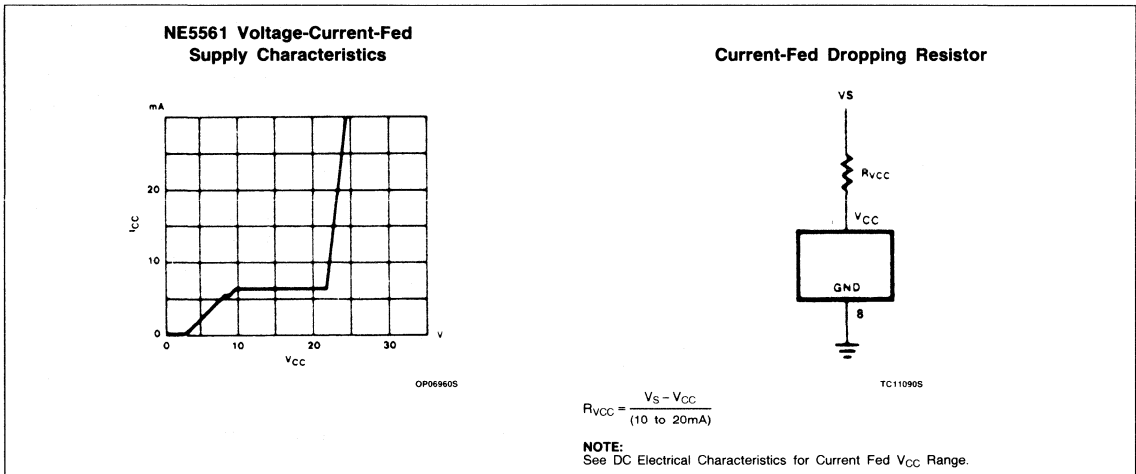 NE5561 Voltage-Current-Fed
Supply Characteristics
mA
20
10
0
ICC
0 10 20 30 V
VCC
OP06960S
Current-Fed Dropping Resistor
VS
RVCC
VCC
GND
8
TC11090S
RVCC = VS – VCC / (10 to 20mA)
NOTE:
See DC Electrical Characteristics for Current Fed VCC Range.